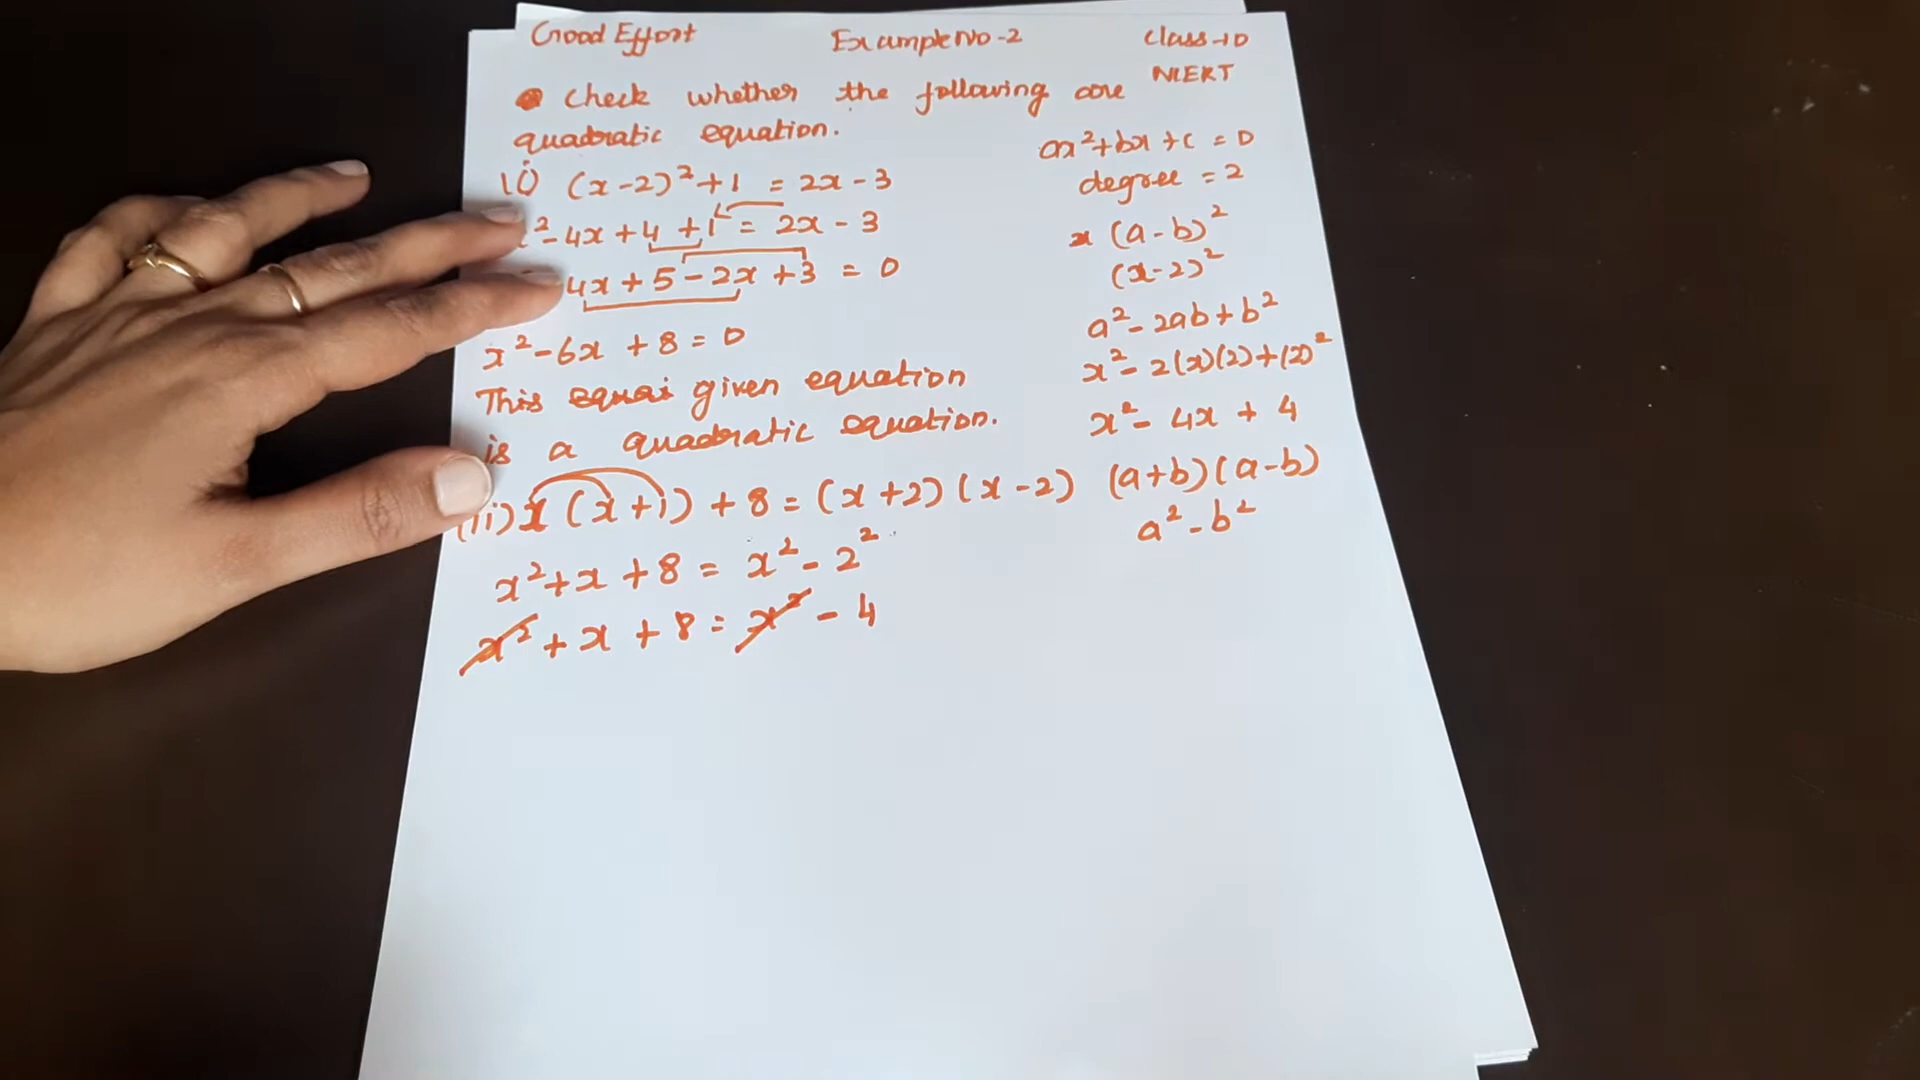 Good Effort Example No-2 Class-10
NCERT
Check whether the following are
quadratic equation.
(i) (x-2)²+1 = 2x-3
²-4x+4+1 = 2x-3
4x+5-2x+3 = 0
x²-6x+8=0
This equai given equation
is a quadratic equation.
(ii) x(x+1)+8=(x+2)(x-2)
x²+x+8 = x²-2²
x²+x+8 = x²-4
ax²+bx+c=0
degree=2
x (a-b)²
(x-2)²
a²-2ab+b²
x²-2(x)(2)+(2)²
x²-4x+4
(a+b)(a-b)
a²-b²